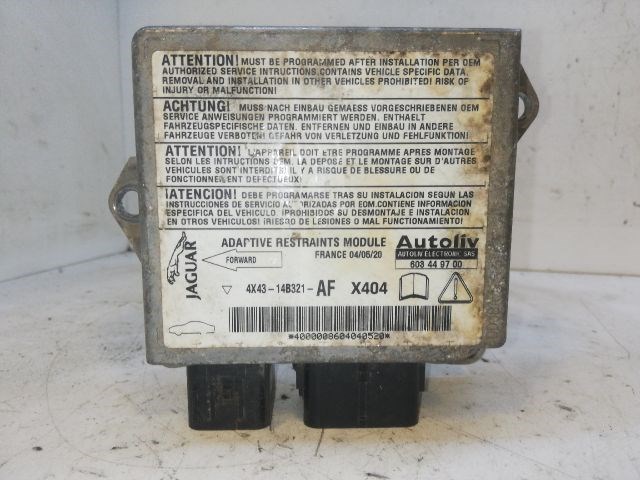 ATTENTION! MUST BE PROGRAMMED AFTER INSTALLATION PER OEM
AUTHORIZED SERVICE INTRUCTIONS.CONTAINS VEHICLE SPECIFIC DATA.
REMOVAL AND INSTALLATION IN OTHER VEHICLES PROHIBITED! RISK OF
INJURY OR MALFUNCTION!
ACHTUNG! MUSS NACH EINBAU GEMAESS VORGESCHRIEBENEN OEM
SERVICE ANWEISUNGEN PROGRAMMIERT WERDEN. ENTHAELT
FAHRZEUGSPEZIFISCHE DATEN. ENTFERNEN UND EINBAU IN ANDERE
FAHRZEUGE VERBOTEN! GEFAHR VON VERLETZUNG UND FEHLFUNKTION!
ATTENTION! L'APPAREIL DOIT ETRE PROGRAMME APRES MONTAGE
SELON LES INTRUCTIONS OEM. LA DEPOSE ET LE MONTAGE SUR D'AUTRES
VEHICULES SONT INTERDITS! IL Y A RISQUE DE BLESSURE OU DE
FONCTIONNEMENT DEFECTUEUX!
¡ATENCION! DEBE PROGRAMARSE TRAS SU INSTALACION SEGUN LAS
INSTRUCCIONES DE SERVICIO AUTORIZADAS POR EOM.CONTIENE INFORMACION
ESPECIFICA DEL VEHICULO. ¡PROHIBIDOS SU DESMONTAJE E INSTALACION
EN OTROS VEHICULOS! ¡RIESGO DE LESIONES O MAL FUNCIONAMIENTO!
JAGUAR
ADAPTIVE RESTRAINTS MODULE
FORWARD
FRANCE 04/05/20
Autoliv
AUTOLIV ELECTRONIC SAS
603 44 97 00
4X43-14B321-AF X404
*4000008604040520*